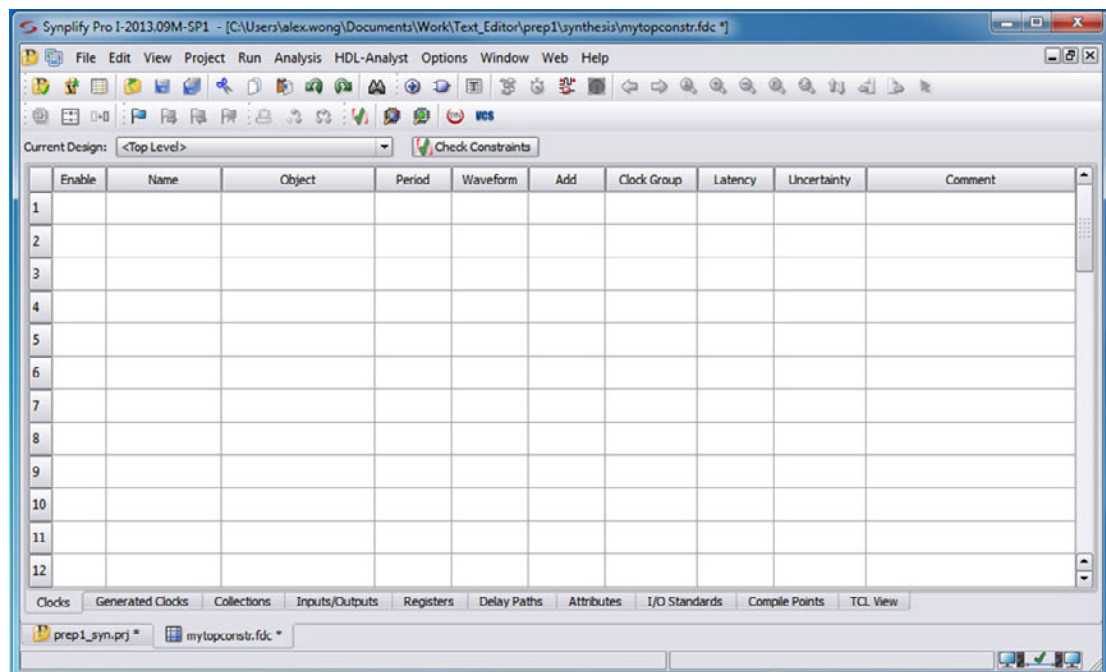 Synplify Pro I-2013.09M-SP1 - [C:\Users\alex.wong\Documents\Work\Text_Editor\prep1\synthesis\mytopconstr.fdc *]
File Edit View Project Run Analysis HDL-Analyst Options Window Web Help
VCS
Current Design: <Top Level> Check Constraints
Enable Name Object Period Waveform Add Clock Group Latency Uncertainty Comment
1
2
3
4
5
6
7
8
9
10
11
12
Clocks Generated Clocks Collections Inputs/Outputs Registers Delay Paths Attributes I/O Standards Compile Points TCL View
prep1_syn.prj * mytopconstr.fdc *